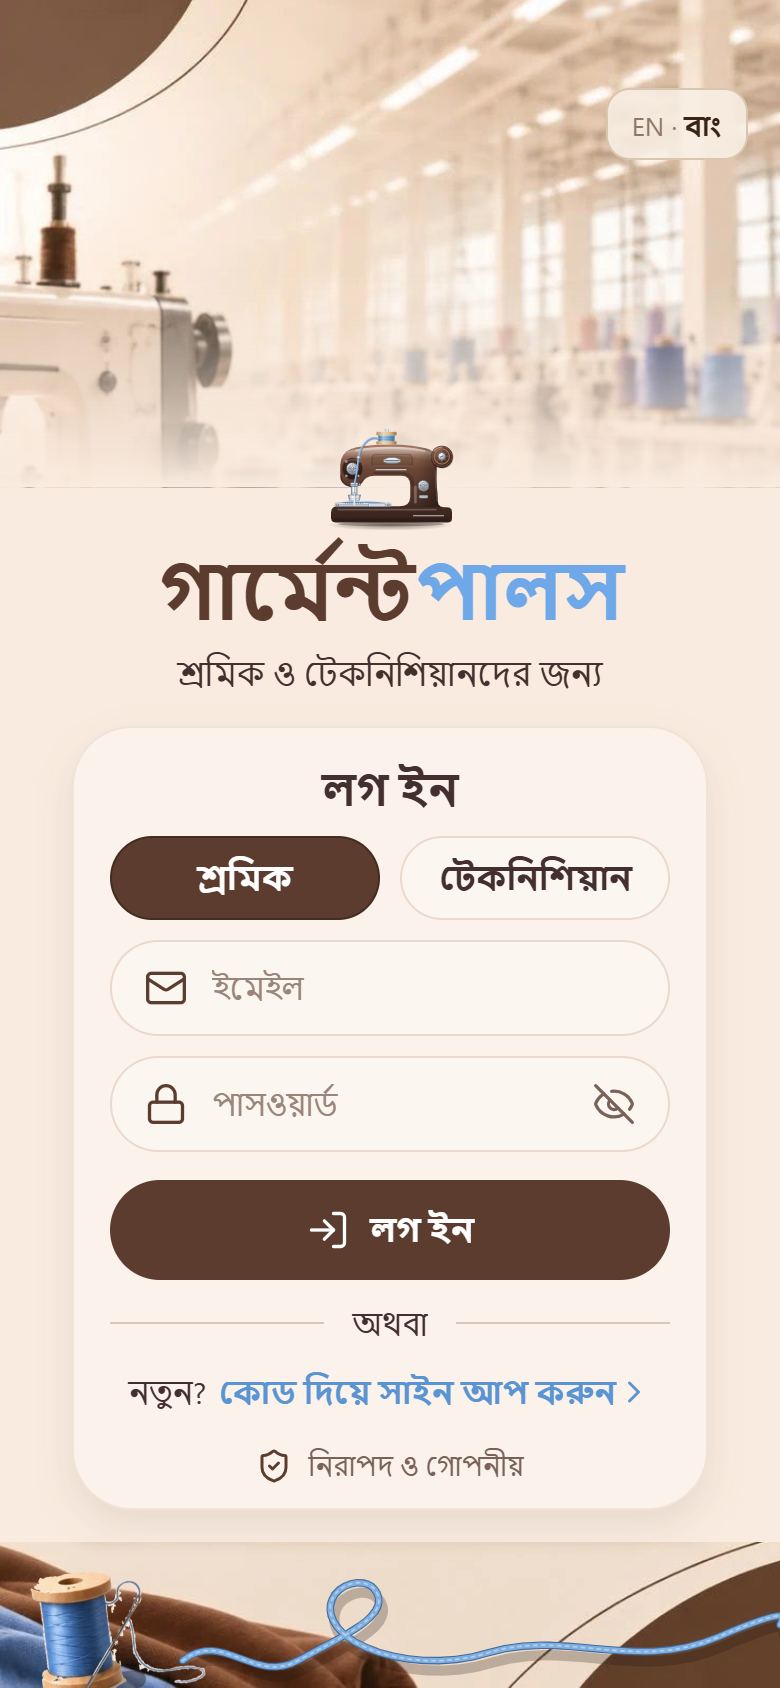 EN · বাং
গার্মেন্টপালস
শ্রমিক ও টেকনিশিয়ানদের জন্য
লগ ইন
শ্রমিক টেকনিশিয়ান
ইমেইল
পাসওয়ার্ড
লগ ইন
অথবা
নতুন? কোড দিয়ে সাইন আপ করুন
নিরাপদ ও গোপনীয়